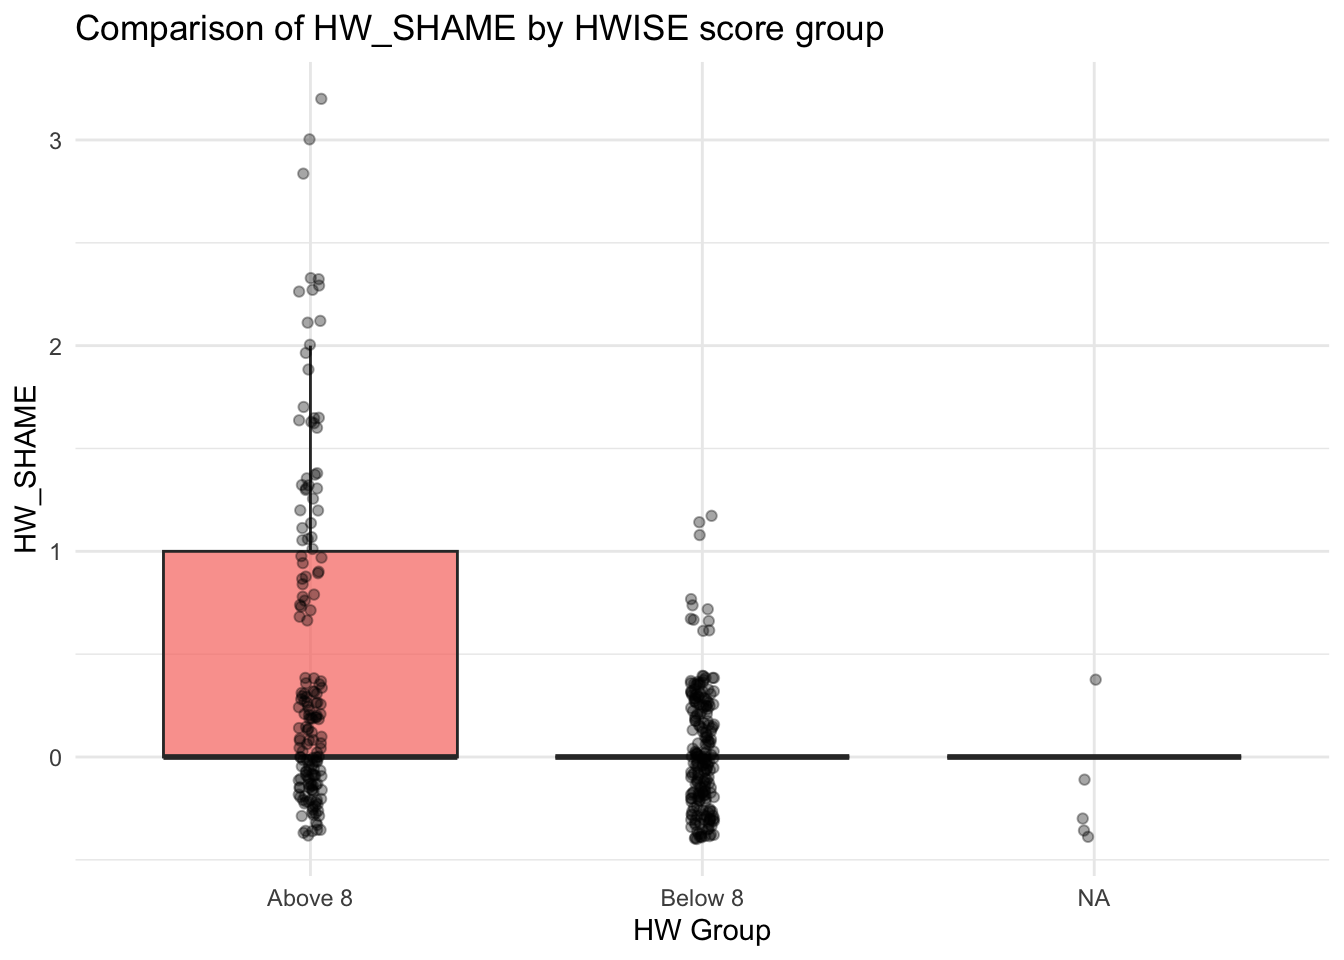 Comparison of HW_SHAME by HWISE score group
HW_SHAME
3
2
1
0
Above 8
Below 8
NA
HW Group